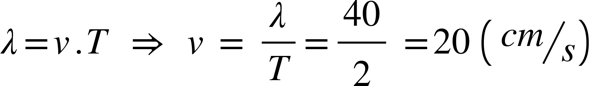 λ = v . T ⇒ v = λ/T = 40/2 = 20 ( cm/s )